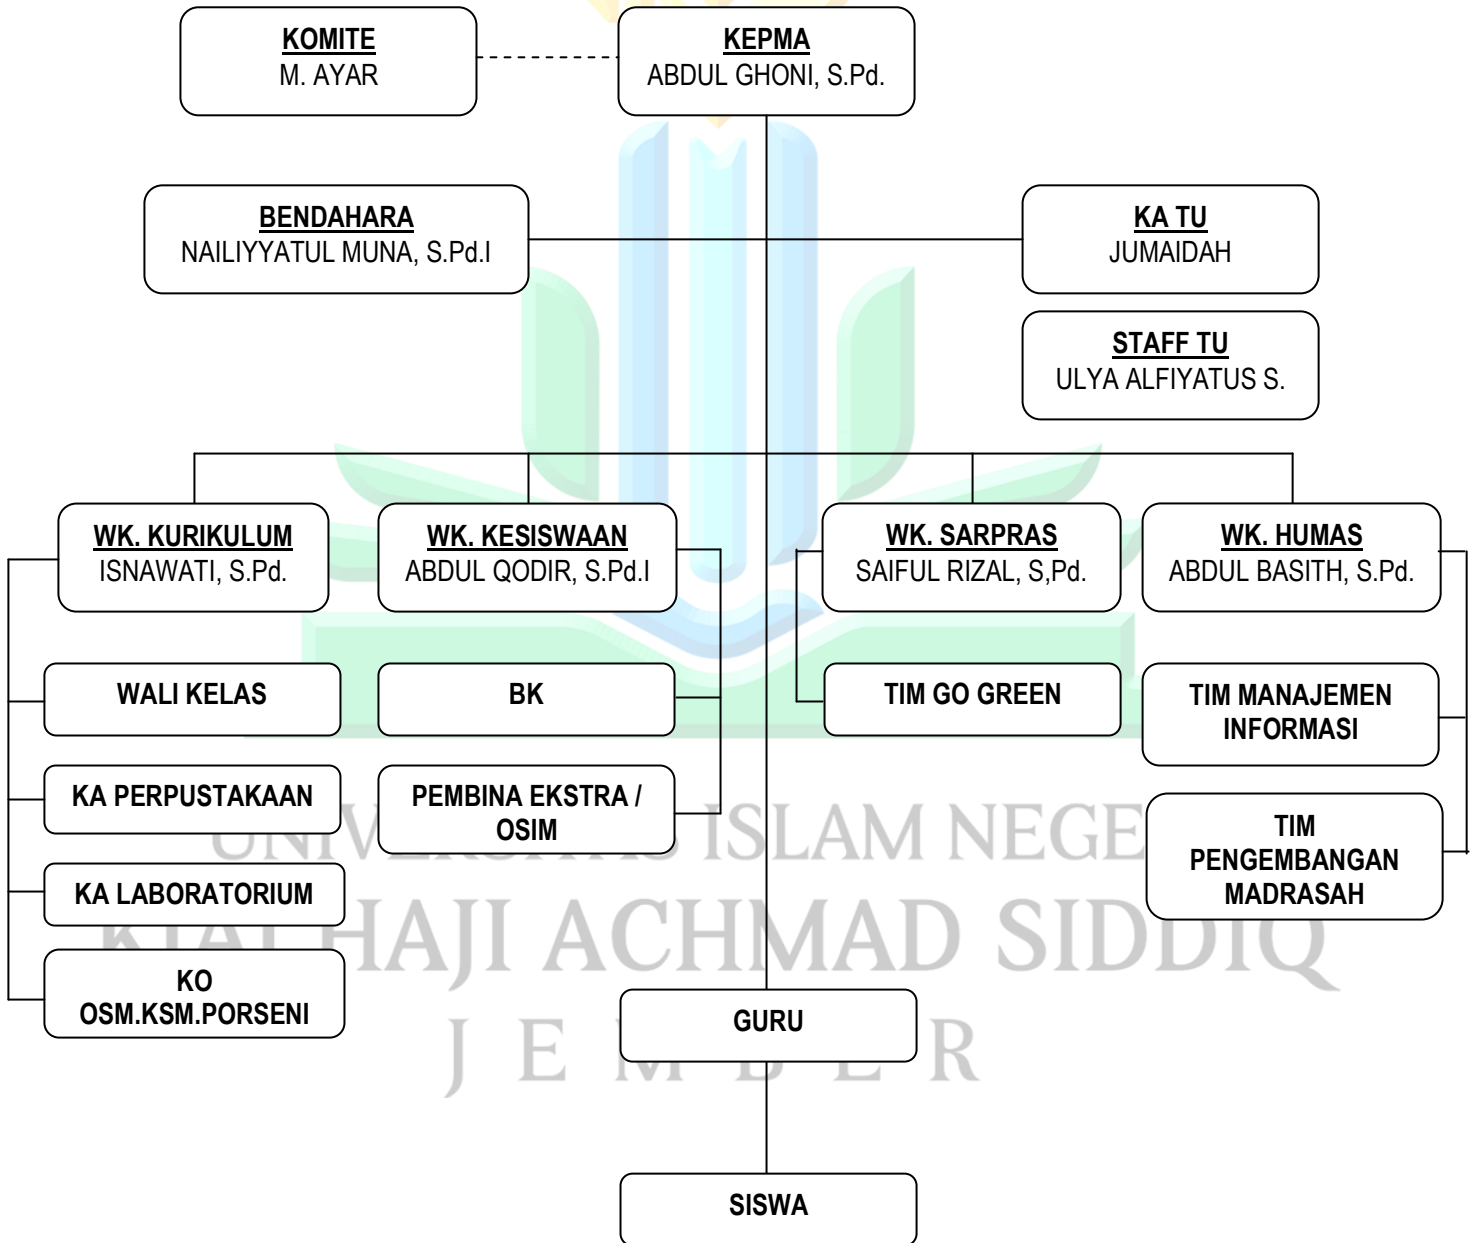 KOMITE
M. AYAR
KEPMA
ABDUL GHONI, S.Pd.
BENDAHARA
NAILIYYATUL MUNA, S.Pd.I
KA TU
JUMAIDAH
STAFF TU
ULYA ALFIYATUS S.
WK. KURIKULUM
ISNAWATI, S.Pd.
WK. KESISWAAN
ABDUL QODIR, S.Pd.I
WK. SARPRAS
SAIFUL RIZAL, S,Pd.
WK. HUMAS
ABDUL BASITH, S.Pd.
WALI KELAS
BK
TIM GO GREEN
TIM MANAJEMEN
INFORMASI
KA PERPUSTAKAAN
PEMBINA EKSTRA /
OSIM
TIM
PENGEMBANGAN
MADRASAH
KA LABORATORIUM
KO
OSM.KSM.PORSENI
GURU
SISWA
UNIVERSITAS ISLAM NEGERI
KIAI HAJI ACHMAD SIDDIQ
JEMBER